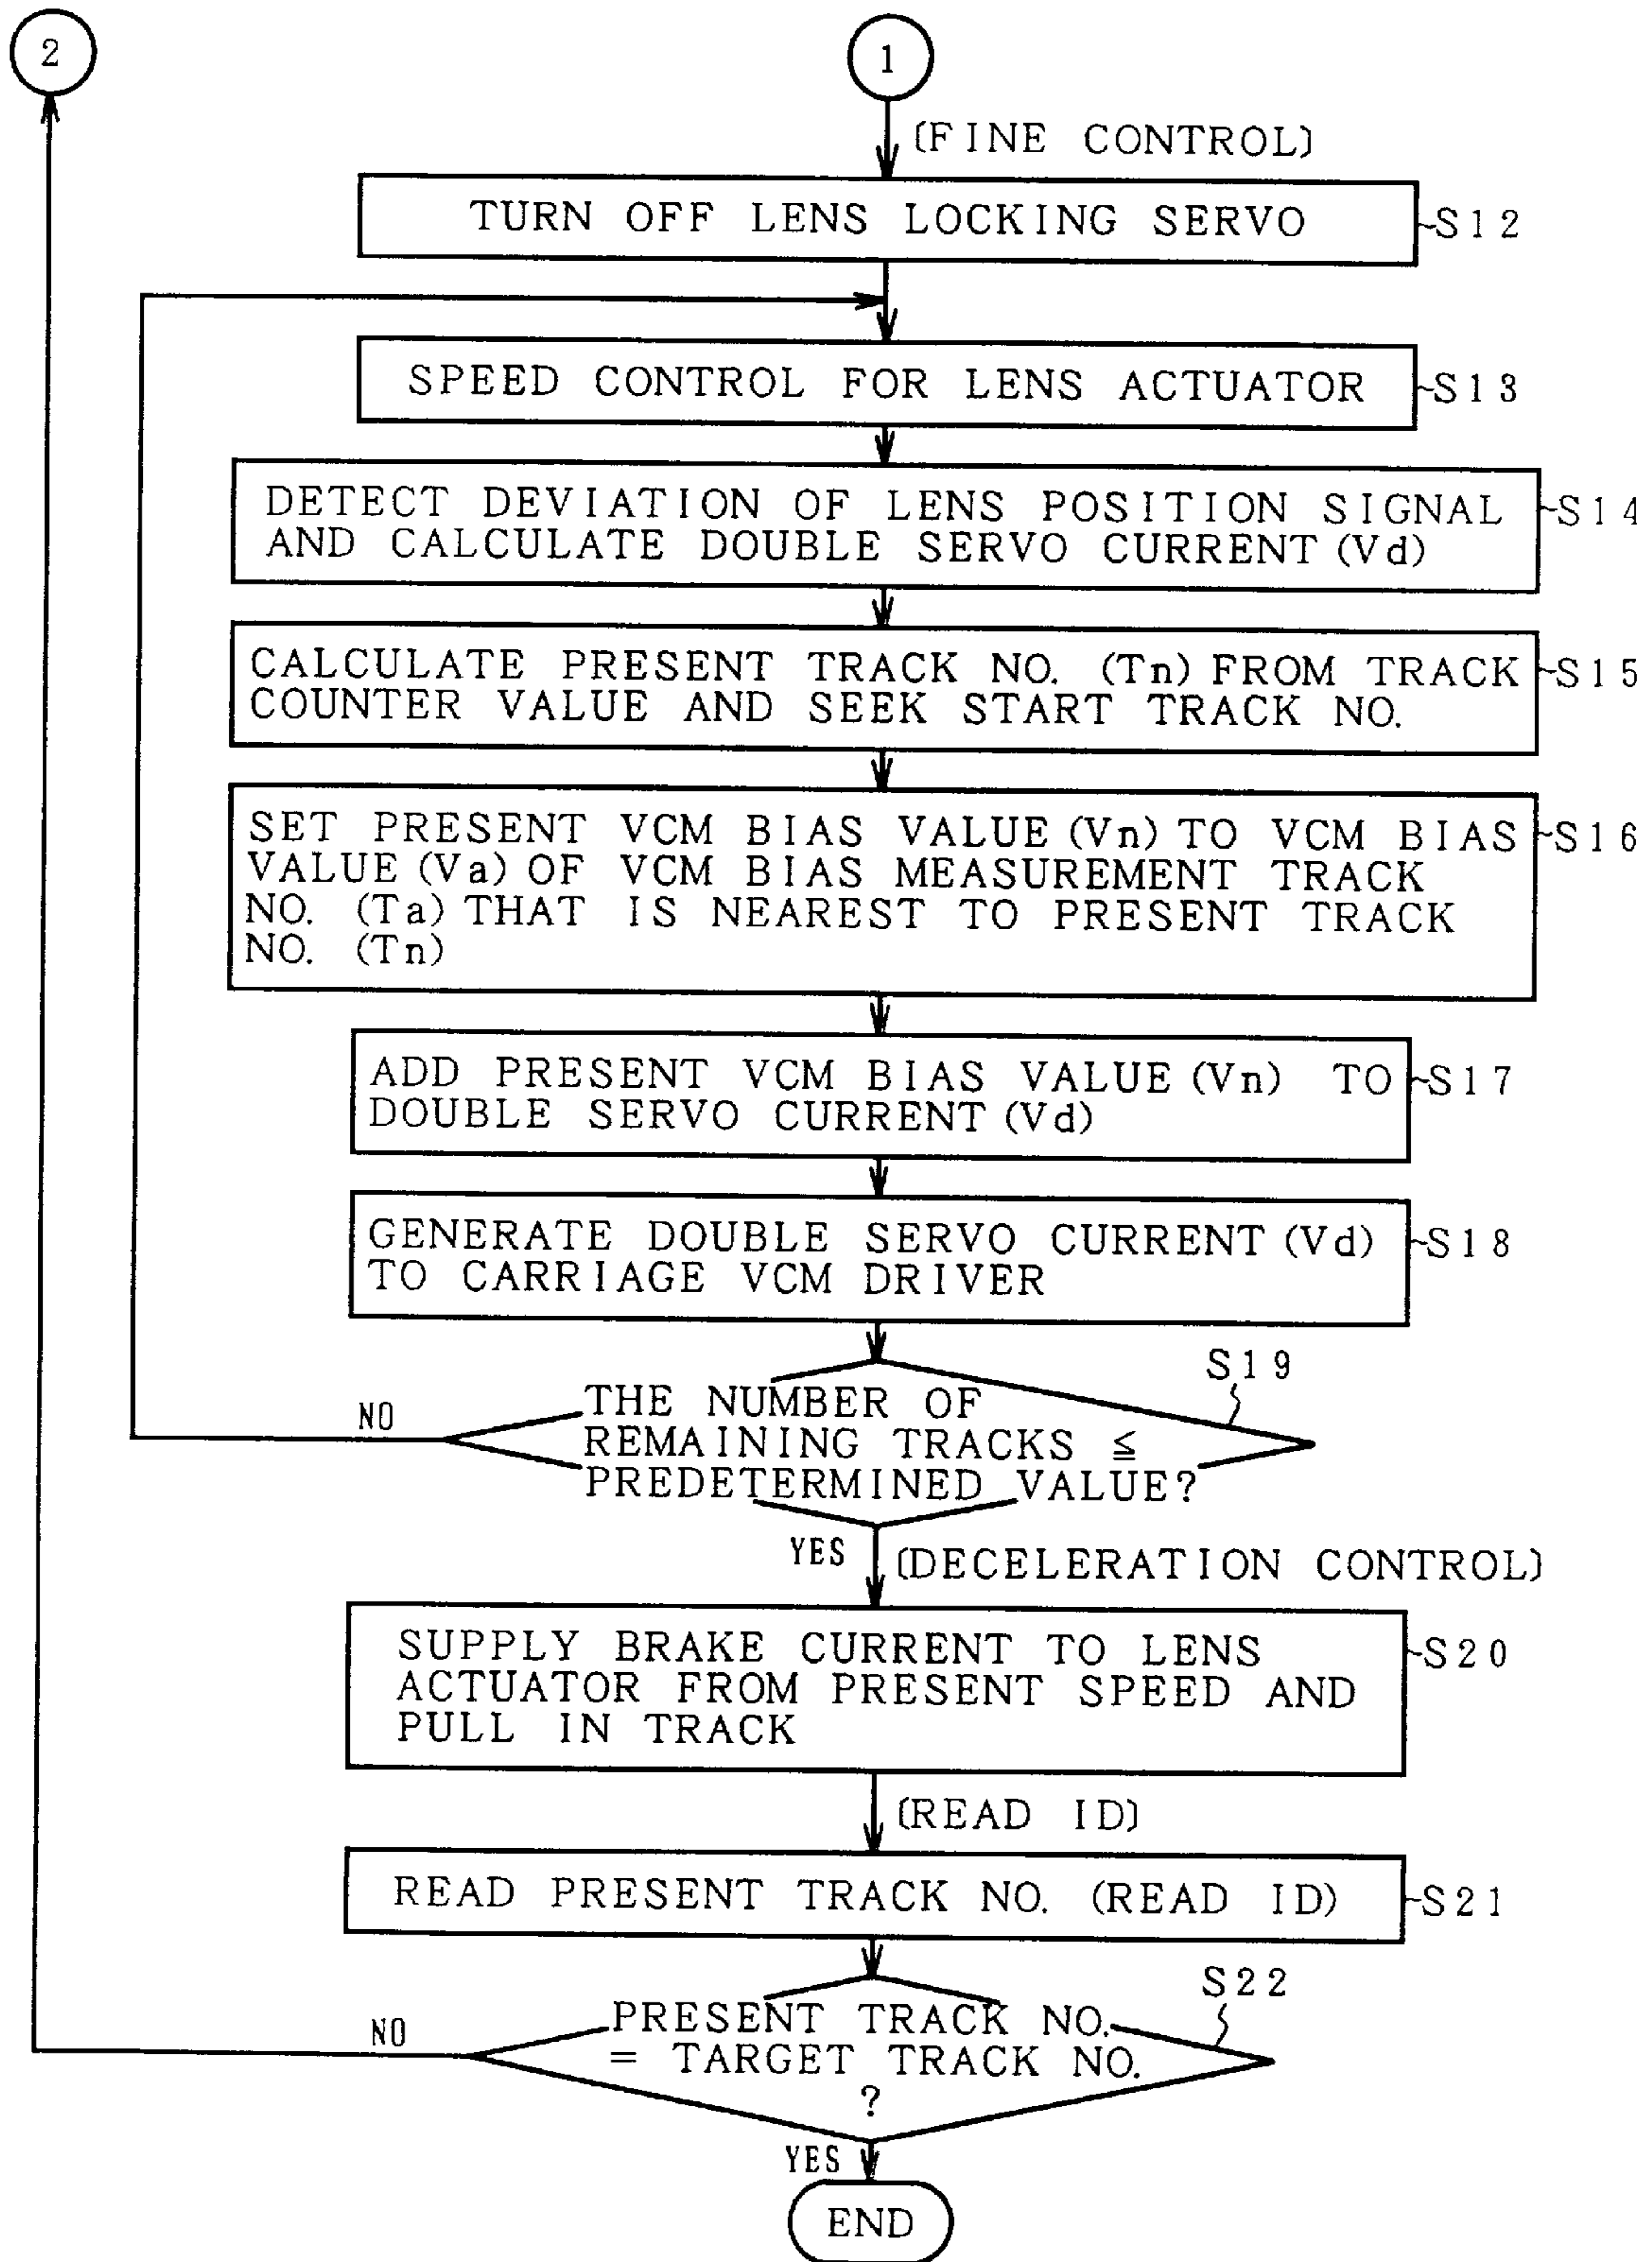 2
1
(FINE CONTROL)
TURN OFF LENS LOCKING SERVO
S12
SPEED CONTROL FOR LENS ACTUATOR
S13
DETECT DEVIATION OF LENS POSITION SIGNAL
AND CALCULATE DOUBLE SERVO CURRENT (Vd)
S14
CALCULATE PRESENT TRACK NO. (Tn) FROM TRACK
COUNTER VALUE AND SEEK START TRACK NO.
S15
SET PRESENT VCM BIAS VALUE (Vn) TO VCM BIAS
VALUE (Va) OF VCM BIAS MEASUREMENT TRACK
NO. (Ta) THAT IS NEAREST TO PRESENT TRACK
NO. (Tn)
S16
ADD PRESENT VCM BIAS VALUE (Vn) TO
DOUBLE SERVO CURRENT (Vd)
S17
GENERATE DOUBLE SERVO CURRENT (Vd)
TO CARRIAGE VCM DRIVER
S18
S19
THE NUMBER OF
REMAINING TRACKS ≦
PREDETERMINED VALUE?
NO
YES
(DECELERATION CONTROL)
SUPPLY BRAKE CURRENT TO LENS
ACTUATOR FROM PRESENT SPEED AND
PULL IN TRACK
S20
(READ ID)
READ PRESENT TRACK NO. (READ ID)
S21
S22
PRESENT TRACK NO.
= TARGET TRACK NO.
?
NO
YES
END